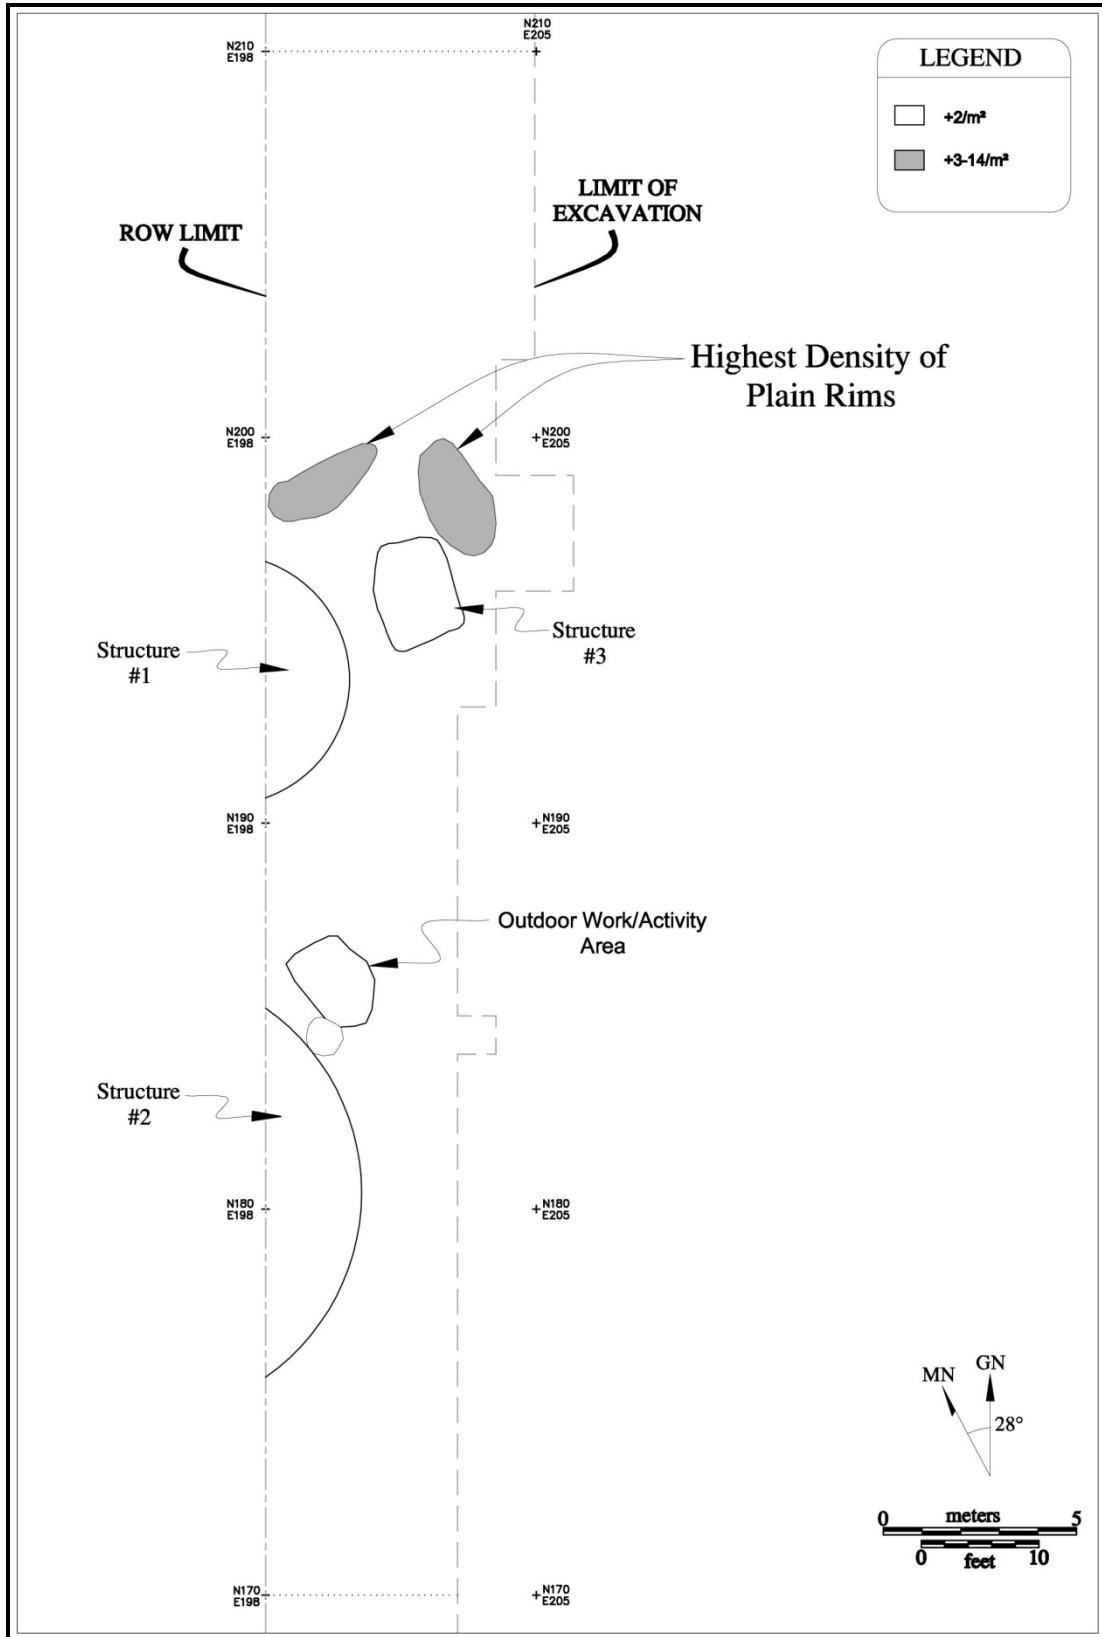 N210
E205
N210
E198
LEGEND
+2/m²
+3-14/m²
LIMIT OF
EXCAVATION
ROW LIMIT
Highest Density of
Plain Rims
N200
E198
N200
E205
Structure
#3
Structure
#1
N190
E198
N190
E205
Outdoor Work/Activity
Area
Structure
#2
N180
E198
N180
E205
MN
GN
28°
0 meters 5
0 feet 10
N170
E198
N170
E205